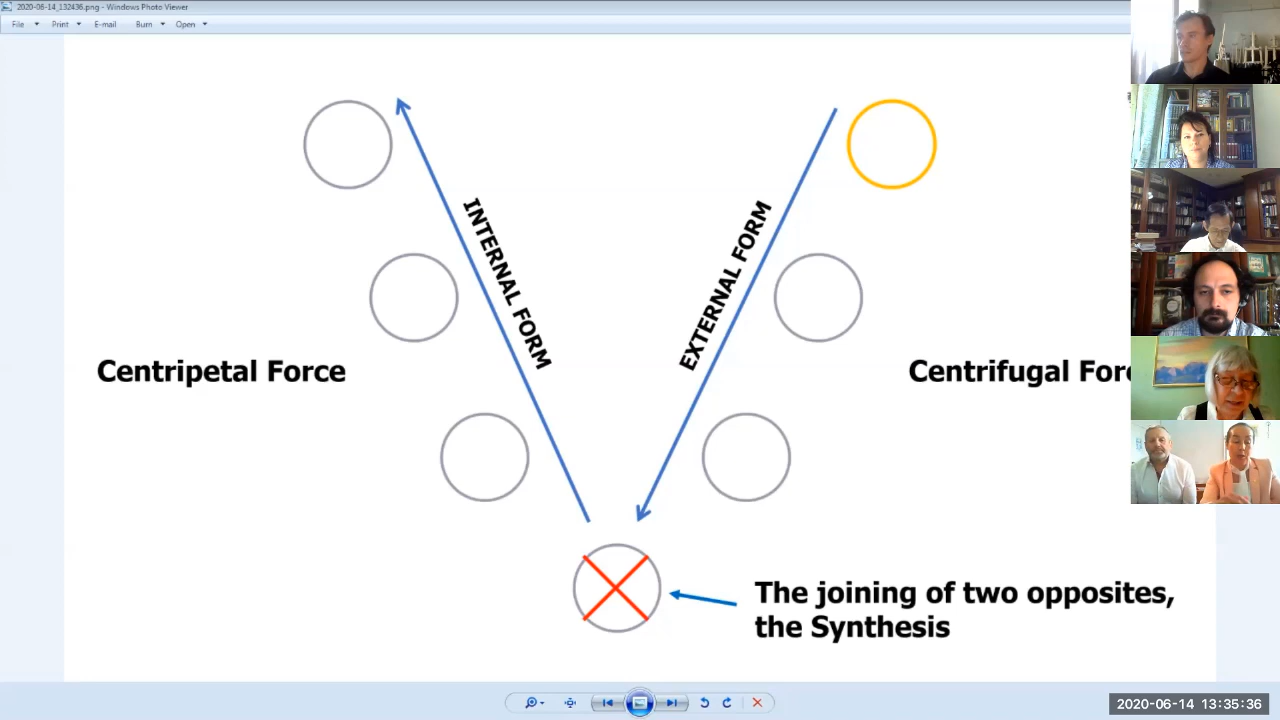 2020-06-14_132436.png - Windows Photo Viewer
File Print E-mail Burn Open
INTERNAL FORM
EXTERNAL FORM
Centripetal Force
Centrifugal Forc
The joining of two opposites,
the Synthesis
2020-06-14 13:35:36